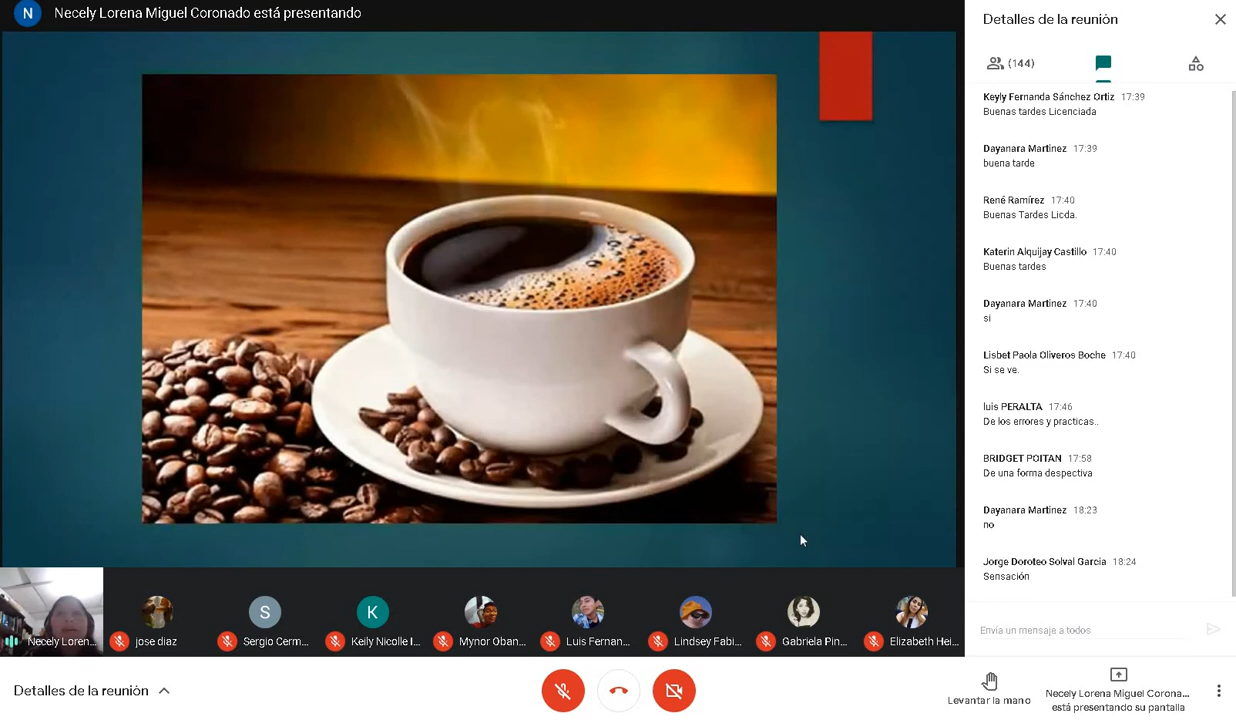 N
Necely Lorena Miguel Coronado está presentando
Detalles de la reunión
(144)
Keyly Fernanda Sánchez Ortiz 17:39
Buenas tardes Licenciada
Dayanara Martinez 17:39
buena tarde
René Ramírez 17:40
Buenas Tardes Licda.
Katerin Alquijay Castillo 17:40
Buenas tardes
Dayanara Martinez 17:40
si
Lisbet Paola Oliveros Boche 17:40
Si se ve.
luis PERALTA 17:46
De los errores y practicas..
BRIDGET POITAN 17:58
De una forma despectiva
Dayanara Martinez 18:23
no
Jorge Doroteo Solval Garcia 18:24
Sensación
Envía un mensaje a todos
S
K
Necely Loren...
jose diaz
Sergio Cerm...
Keily Nicolle I...
Mynor Oban...
Luis Fernan...
Lindsey Fabi...
Gabriela Pin...
Elizabeth Hei...
Detalles de la reunión
Levantar la mano
Necely Lorena Miguel Corona...
está presentando su pantalla